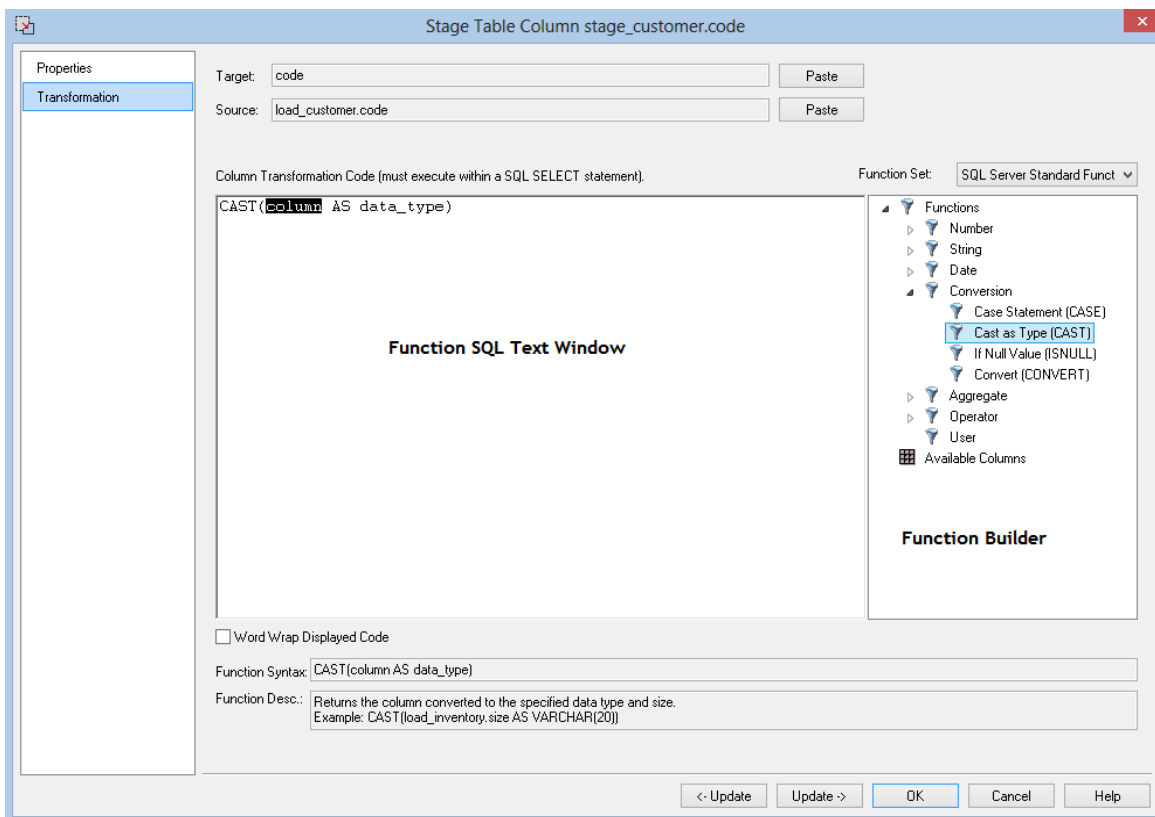 Stage Table Column stage_customer.code
Properties
Transformation
Target: code Paste
Source: load_customer.code Paste
Column Transformation Code (must execute within a SQL SELECT statement). Function Set: SQL Server Standard Funct
CAST(column AS data_type)
Function SQL Text Window
Functions
Number
String
Date
Conversion
Case Statement (CASE)
Cast as Type (CAST)
If Null Value (ISNULL)
Convert (CONVERT)
Aggregate
Operator
User
Available Columns
Function Builder
Word Wrap Displayed Code
Function Syntax: CAST(column AS data_type)
Function Desc.: Returns the column converted to the specified data type and size.
Example: CAST(load_inventory.size AS VARCHAR(20))
<- Update Update -> OK Cancel Help